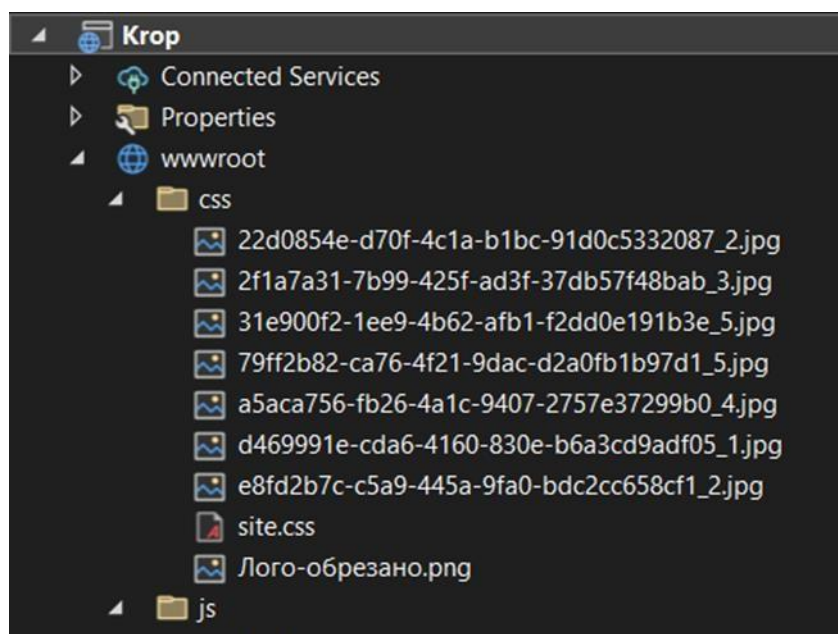 Krop
Connected Services
Properties
wwwroot
css
22d0854e-d70f-4c1a-b1bc-91d0c5332087_2.jpg
2f1a7a31-7b99-425f-ad3f-37db57f48bab_3.jpg
31e900f2-1ee9-4b62-afb1-f2dd0e191b3e_5.jpg
79ff2b82-ca76-4f21-9dac-d2a0fb1b97d1_5.jpg
a5aca756-fb26-4a1c-9407-2757e37299b0_4.jpg
d469991e-cda6-4160-830e-b6a3cd9adf05_1.jpg
e8fd2b7c-c5a9-445a-9fa0-bdc2cc658cf1_2.jpg
site.css
Лого-обрезано.png
js